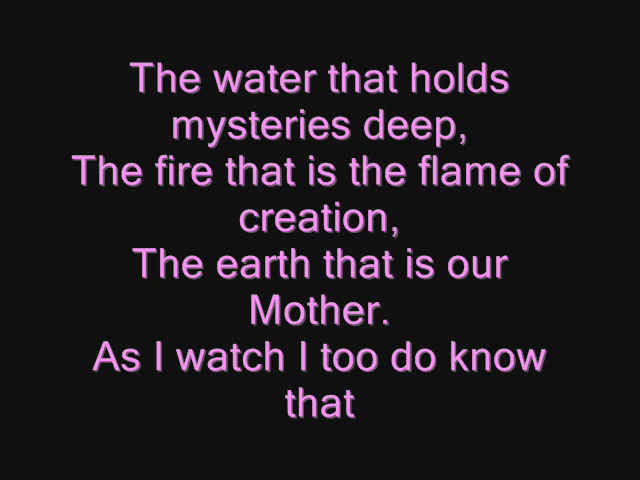 The water that holds
mysteries deep,
The fire that is the flame of
creation,
The earth that is our
Mother.
As I watch I too do know
that